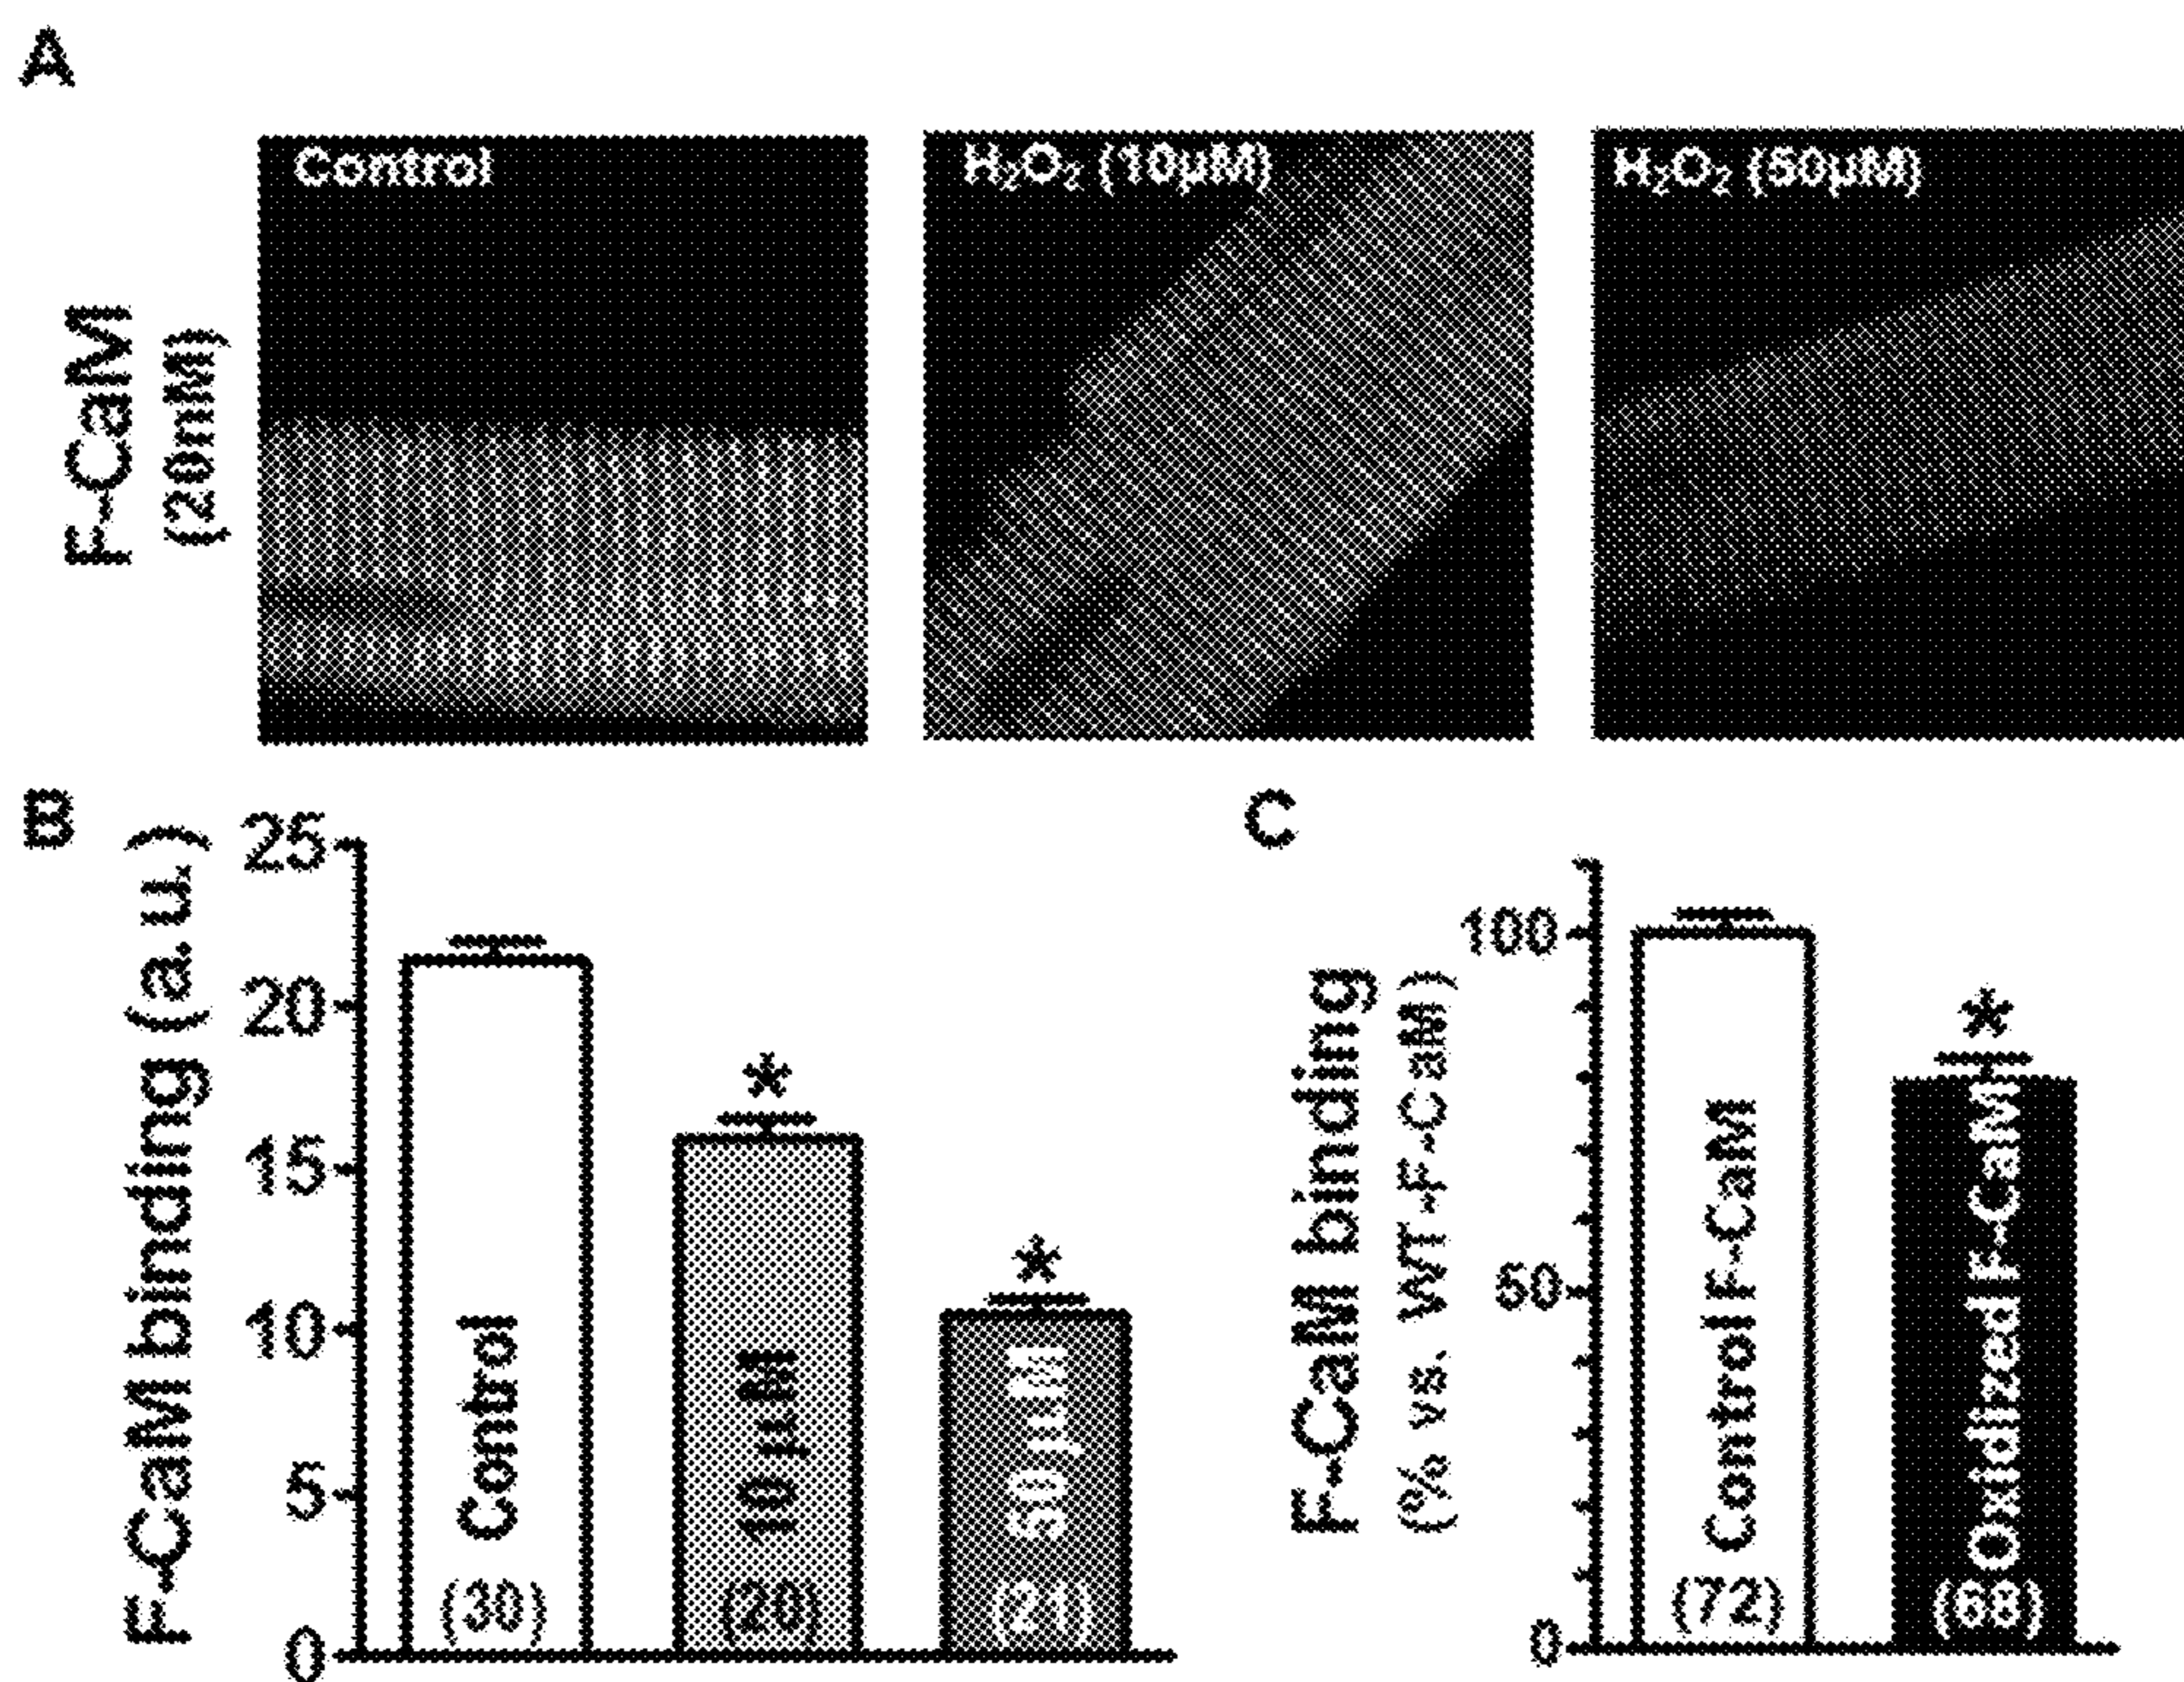 A
F-CaM
(20nM)
Control
H₂O₂ (10µM)
H₂O₂ (50µM)
B
F-CaM binding (a.u.)
25
20
15
10
5
0
Control
(30)
*
10 µM
(20)
*
50 µM
(21)
C
F-CaM binding
(% vs. WT-F-CaM)
100
50
0
Control F-CaM
(72)
*
Oxidized F-CaM